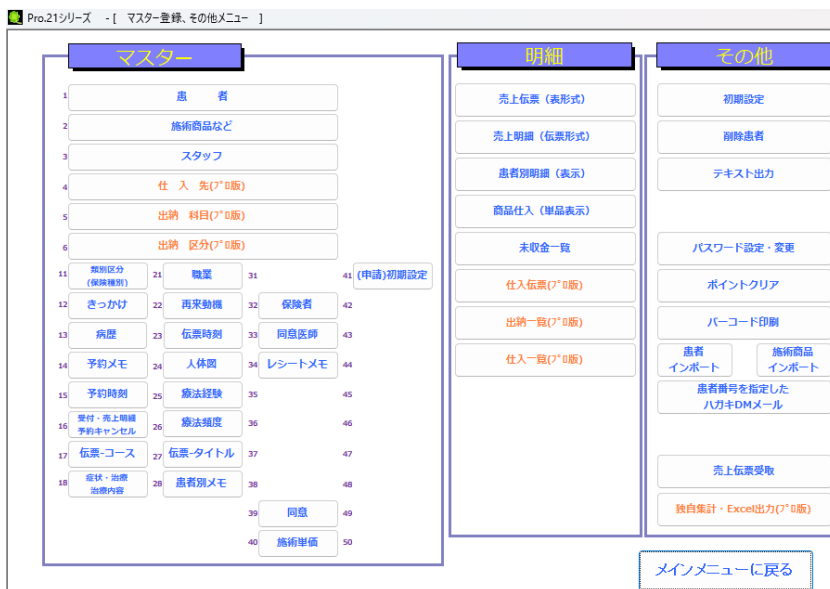 Pro.21シリーズ - [ マスター登録、その他メニュー ]
マスター
1 患 者
2 施術商品など
3 スタッフ
4 仕 入 先(ﾌﾟﾛ版)
5 出納 科目(ﾌﾟﾛ版)
6 出納 区分(ﾌﾟﾛ版)
11 類別区分
(保険種別)
21 職業
31
41 (申請)初期設定
12 きっかけ
22 再来動機
32 保険者
42
13 病歴
23 伝票時刻
33 同意医師
43
14 予約メモ
24 人体図
34 レシートメモ
44
15 予約時刻
25 療法経験
35
45
16 受付・売上明細
予約キャンセル
26 療法頻度
36
46
17 伝票-コース
27 伝票-タイトル
37
47
18 症状・治療
治療内容
28 患者別メモ
38
48
39 同意
49
40 施術単価
50
明細
売上伝票（表形式）
売上明細（伝票形式）
患者別明細（表示）
商品仕入（単品表示）
未収金一覧
仕入伝票(ﾌﾟﾛ版)
出納一覧(ﾌﾟﾛ版)
仕入一覧(ﾌﾟﾛ版)
その他
初期設定
削除患者
テキスト出力
パスワード設定・変更
ポイントクリア
バーコード印刷
患者
インポート
施術商品
インポート
患者番号を指定した
ハガキDMメール
売上伝票受取
独自集計・Excel出力(ﾌﾟﾛ版)
メインメニューに戻る